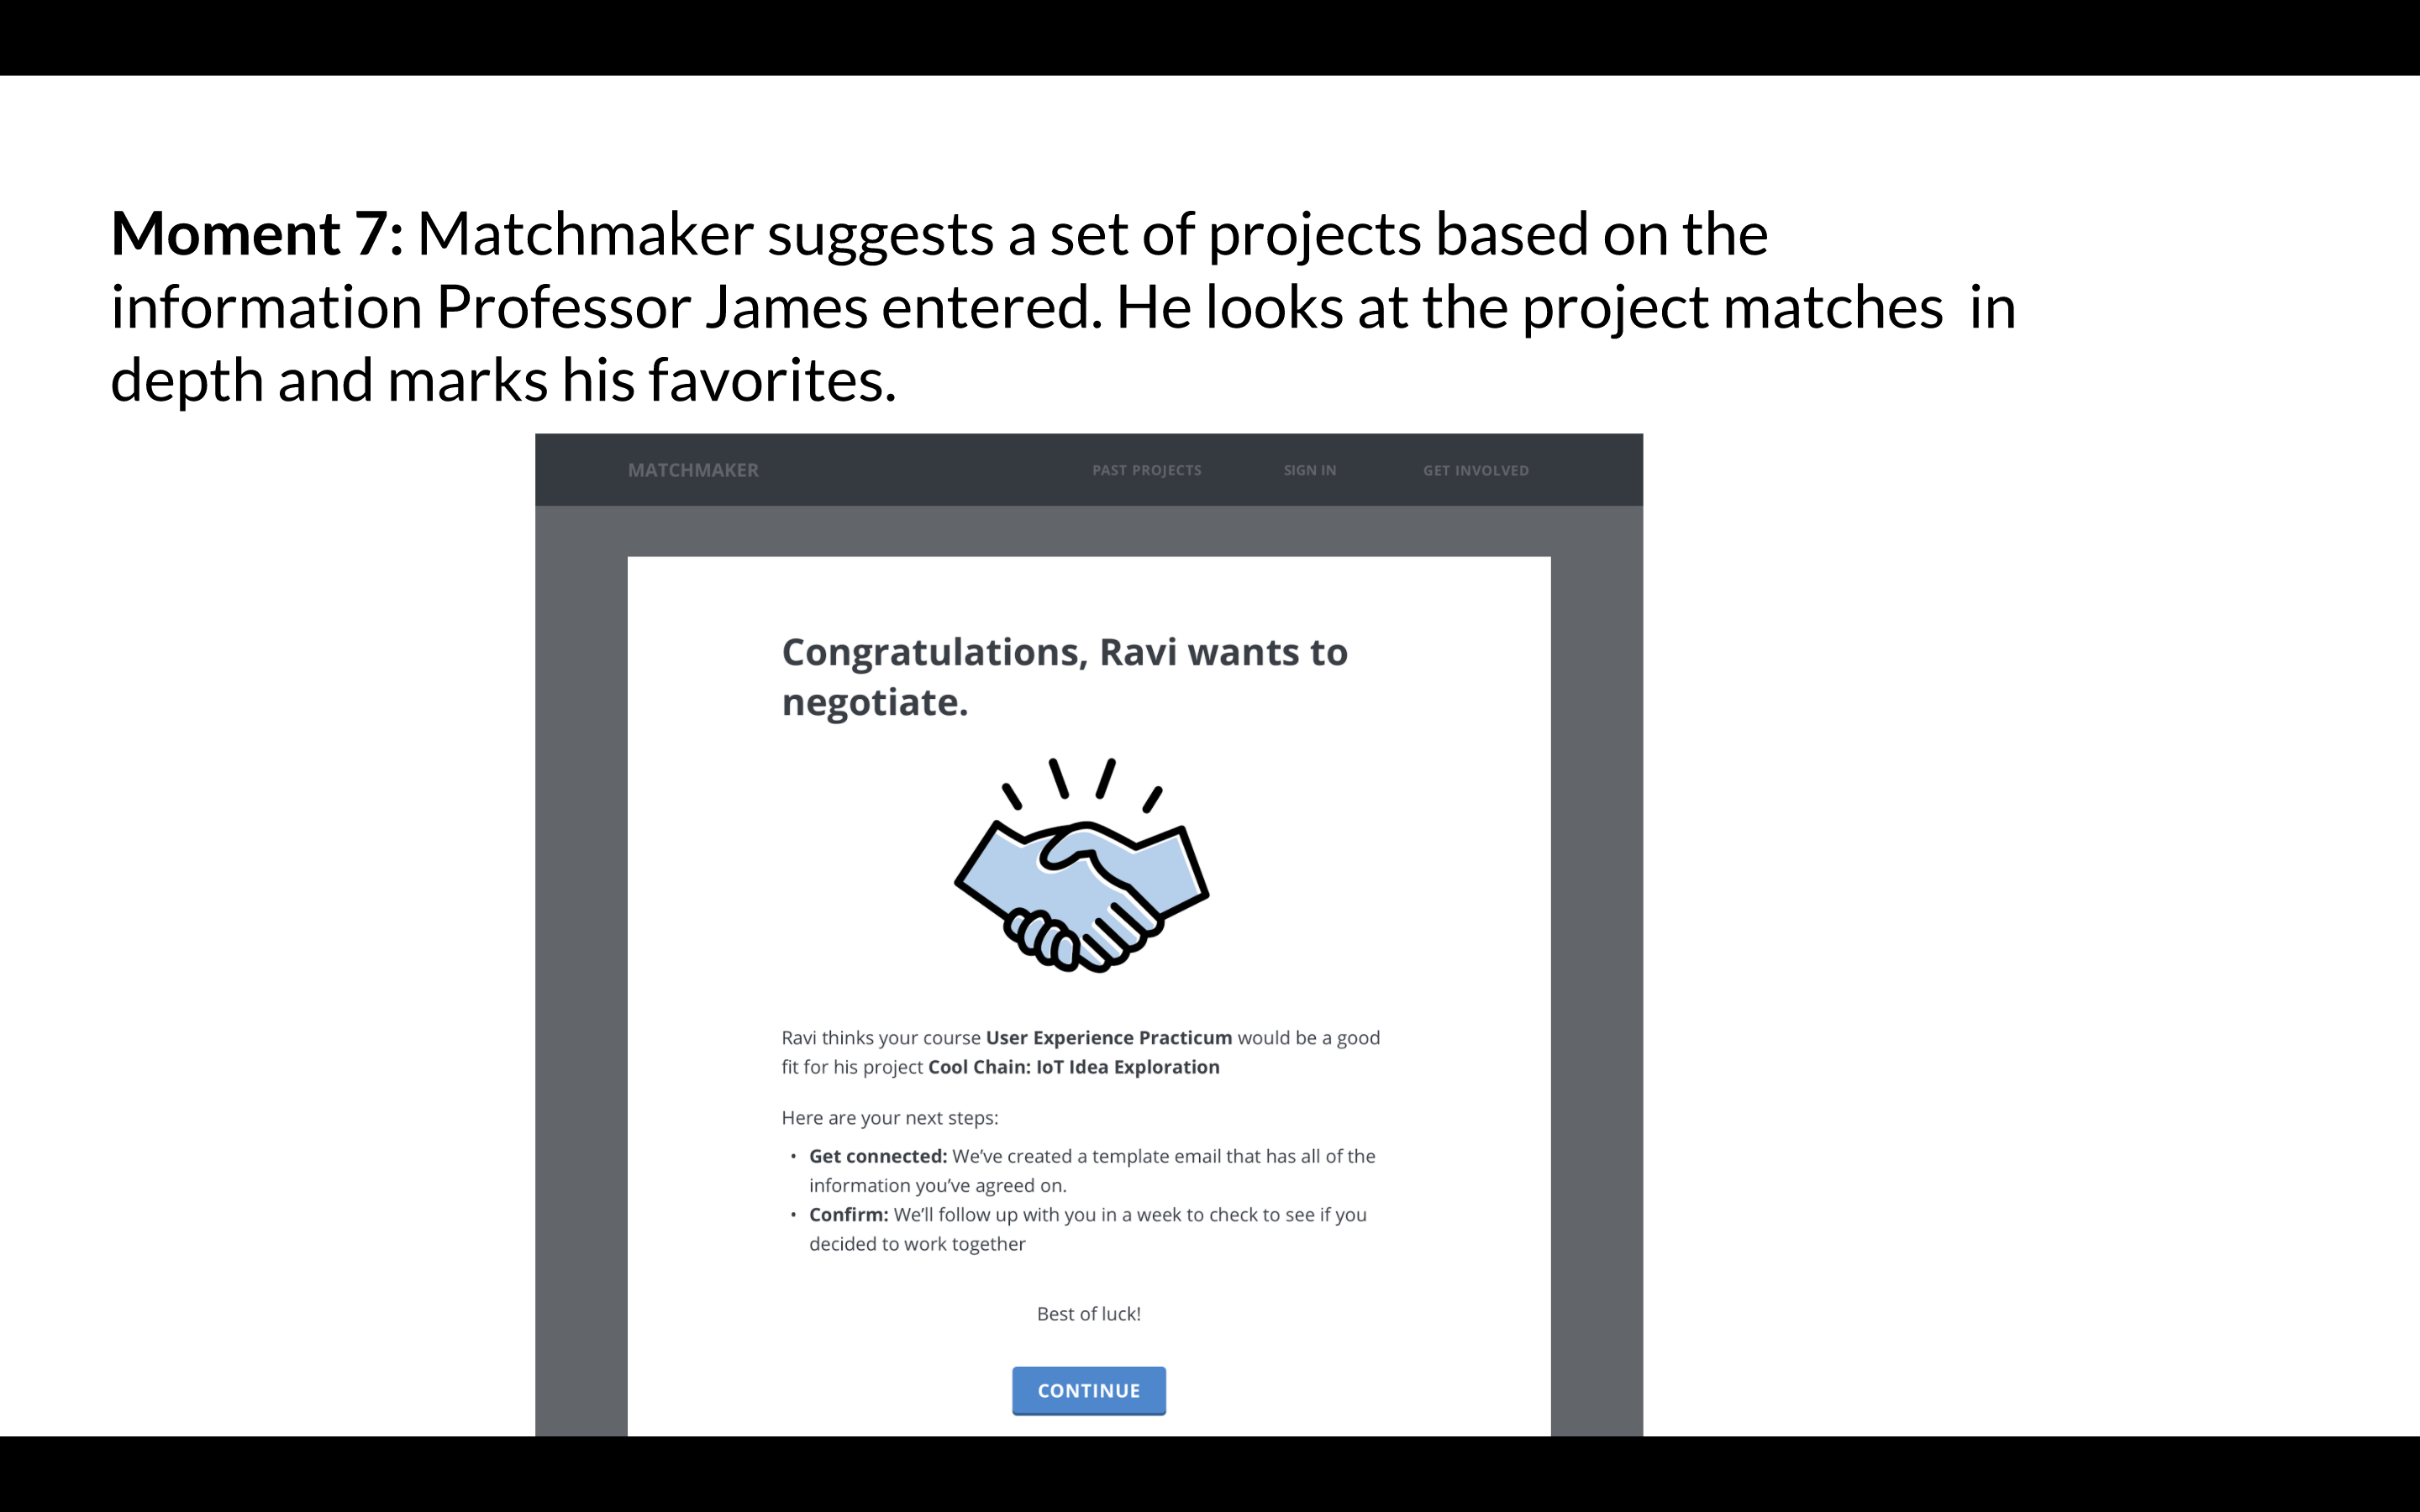 Moment 7: Matchmaker suggests a set of projects based on the
information Professor James entered. He looks at the project matches  in
depth and marks his favorites.
MATCHMAKER
PAST PROJECTS
SIGN IN
GET INVOLVED
Congratulations, Ravi wants to
negotiate.
Ravi thinks your course User Experience Practicum would be a good
fit for his project Cool Chain: IoT Idea Exploration
Here are your next steps:
• Get connected: We’ve created a template email that has all of the
information you’ve agreed on.
• Confirm: We’ll follow up with you in a week to check to see if you
decided to work together
Best of luck!
CONTINUE